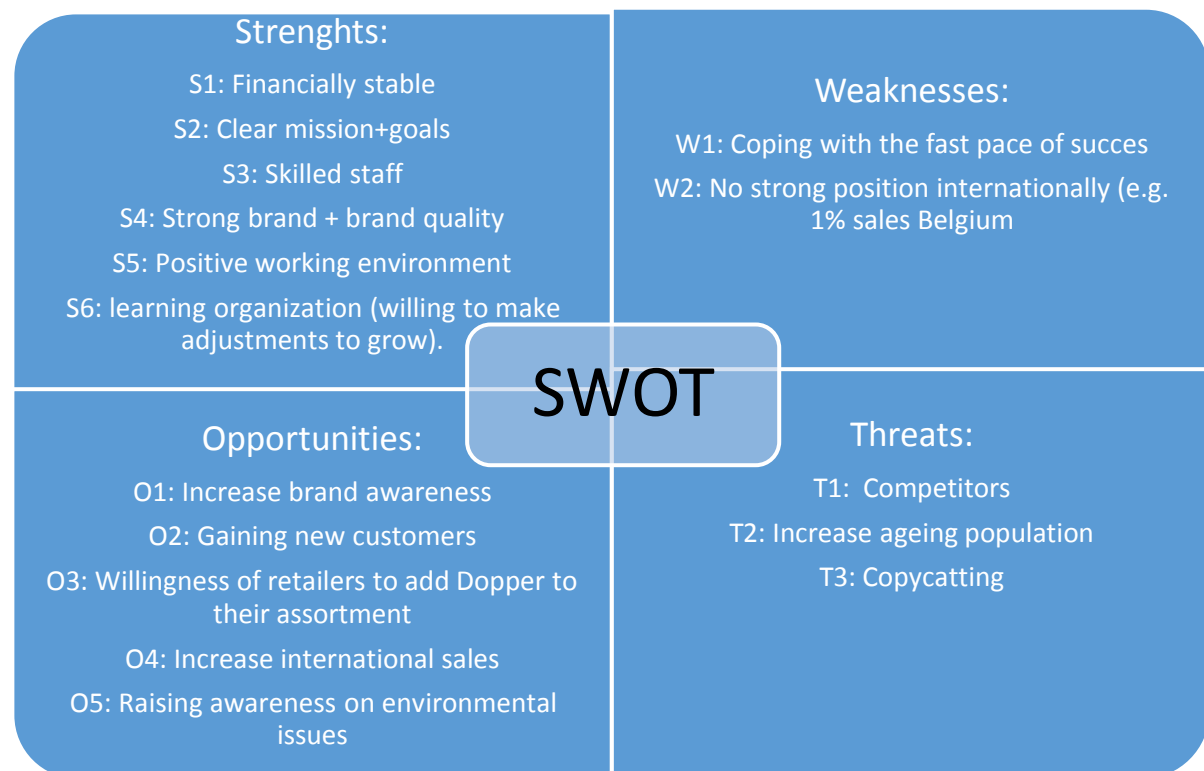 Strenghts:
S1: Financially stable
S2: Clear mission+goals
S3: Skilled staff
S4: Strong brand + brand quality
S5: Positive working environment
S6: learning organization (willing to make
adjustments to grow).
Weaknesses:
W1: Coping with the fast pace of succes
W2: No strong position internationally (e.g.
1% sales Belgium
SWOT
Opportunities:
O1: Increase brand awareness
O2: Gaining new customers
O3: Willingness of retailers to add Dopper to
their assortment
O4: Increase international sales
O5: Raising awareness on environmental
issues
Threats:
T1:  Competitors
T2: Increase ageing population
T3: Copycatting